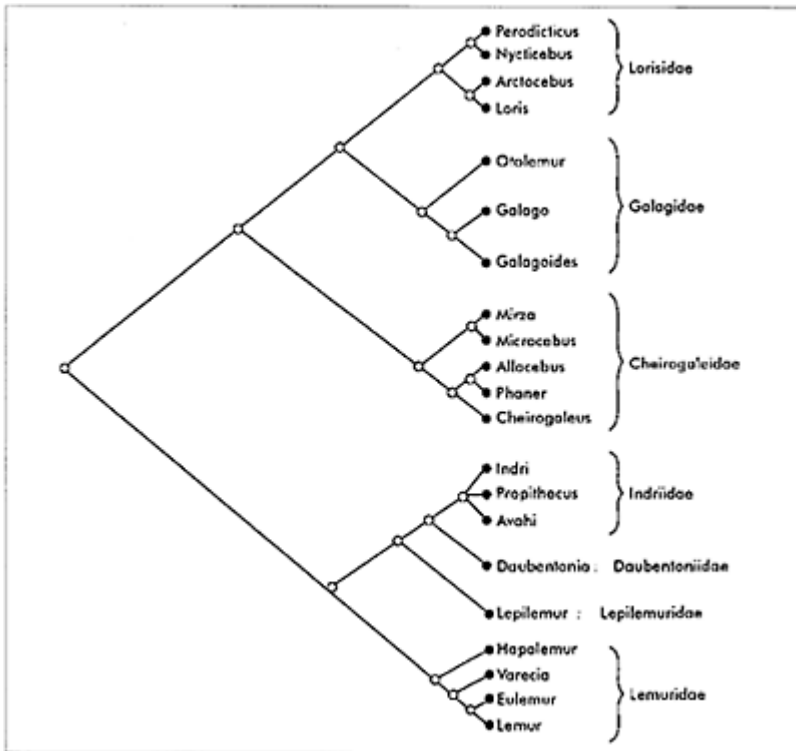 Perodicticus
Nycticebus
Arctocebus
Loris
Lorisidae
Otolemur
Galago
Galagoides
Galagidae
Mirza
Microcebus
Allocebus
Phaner
Cheirogaleus
Cheirogaleidae
Indri
Propithecus
Avahi
Indriidae
Daubentonia : Daubentoniidae
Lepilemur : Lepilemuridae
Hapalemur
Varecia
Eulemur
Lemur
Lemuridae